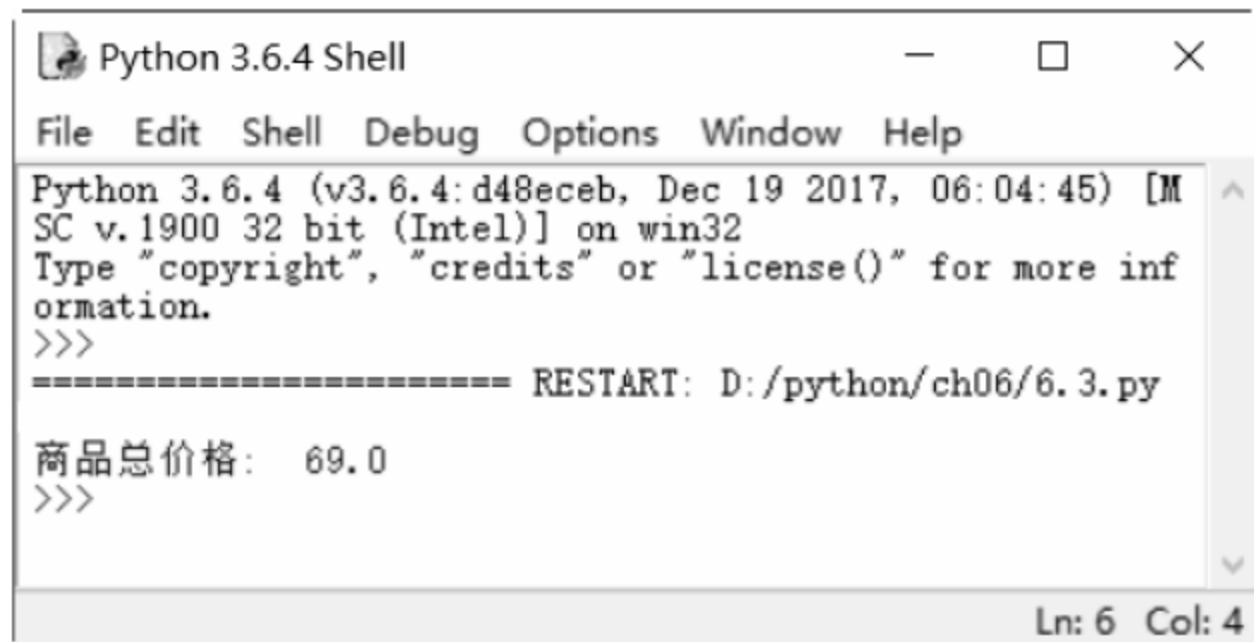 Python 3.6.4 Shell
File Edit Shell Debug Options Window Help
Python 3.6.4 (v3.6.4:d48eceb, Dec 19 2017, 06:04:45) [M
SC v.1900 32 bit (Intel)] on win32
Type "copyright", "credits" or "license()" for more inf
ormation.
>>>
======================= RESTART: D:/python/ch06/6.3.py
商品总价格: 69.0
>>>
Ln: 6 Col: 4